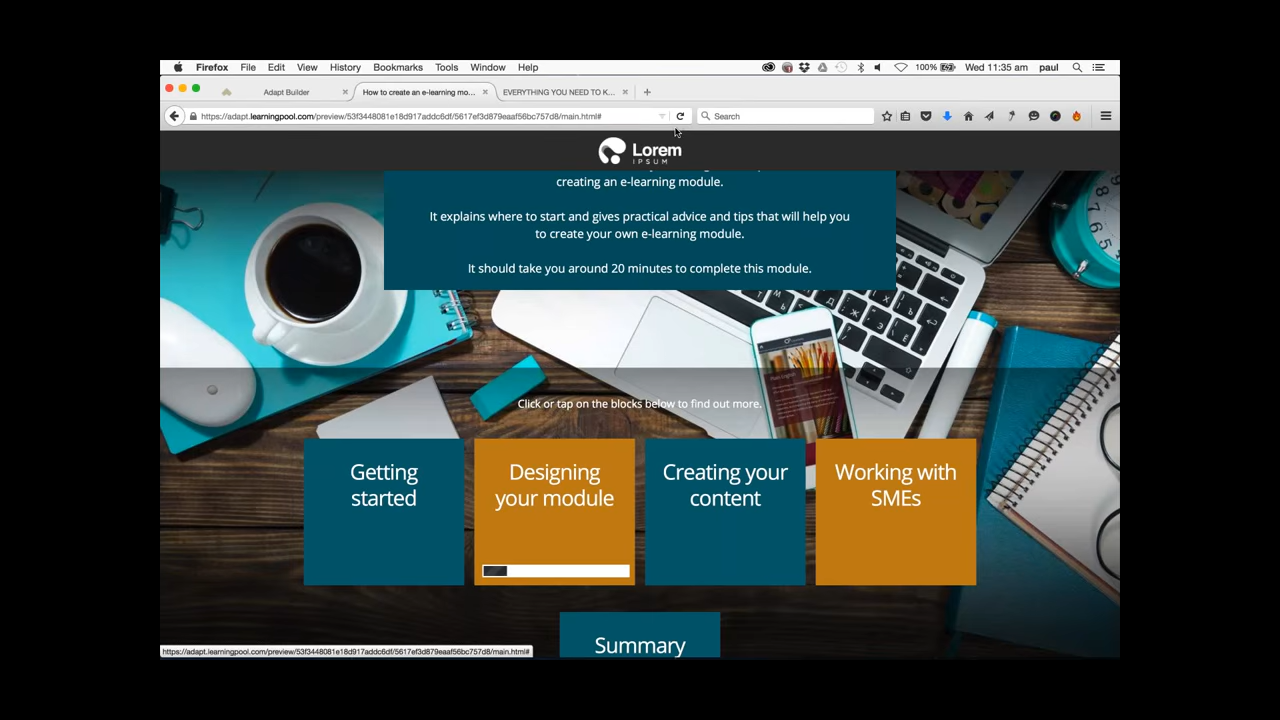 Firefox File Edit View History Bookmarks Tools Window Help 100% Wed 11:35 am paul
Adapt Builder How to create an e-learning mo... EVERYTHING YOU NEED TO K...
https://adapt.learningpool.com/preview/53f3448081e18d917addc6df/5617ef3d879eaaf56bc757d8/main.html# Search
Lorem
IPSUM
creating an e-learning module.
It explains where to start and gives practical advice and tips that will help you
to create your own e-learning module.
It should take you around 20 minutes to complete this module.
Click or tap on the blocks below to find out more.
Getting
started
Designing
your module
Creating your
content
Working with
SMEs
Summary
https://adapt.learningpool.com/preview/53f3448081e18d917addc6df/5617ef3d879eaaf56bc757d8/main.html#